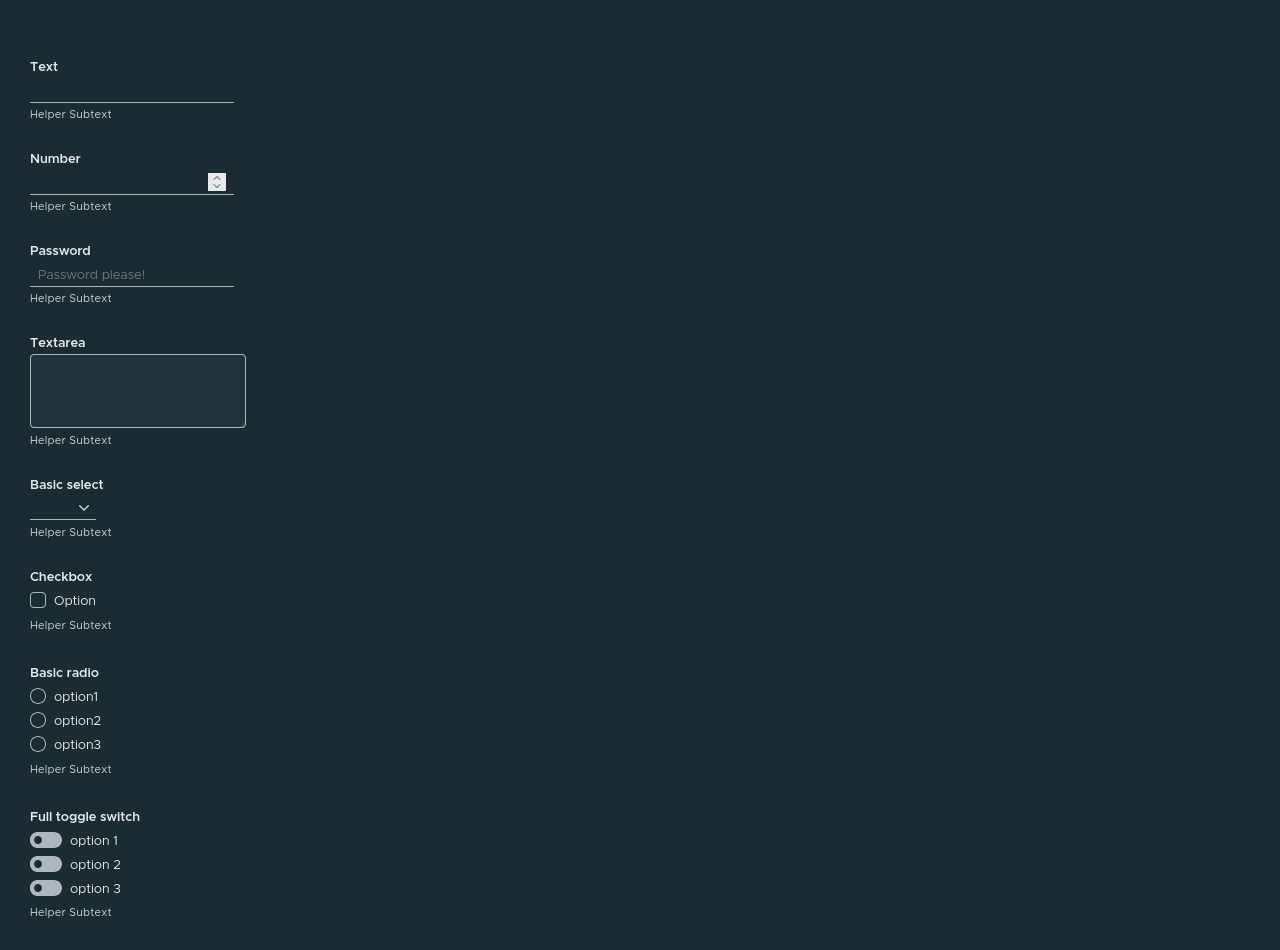 Text
Helper Subtext
Number
Helper Subtext
Password
Password please!
Helper Subtext
Textarea
Helper Subtext
Basic select
Helper Subtext
Checkbox
Option
Helper Subtext
Basic radio
option1
option2
option3
Helper Subtext
Full toggle switch
option 1
option 2
option 3
Helper Subtext